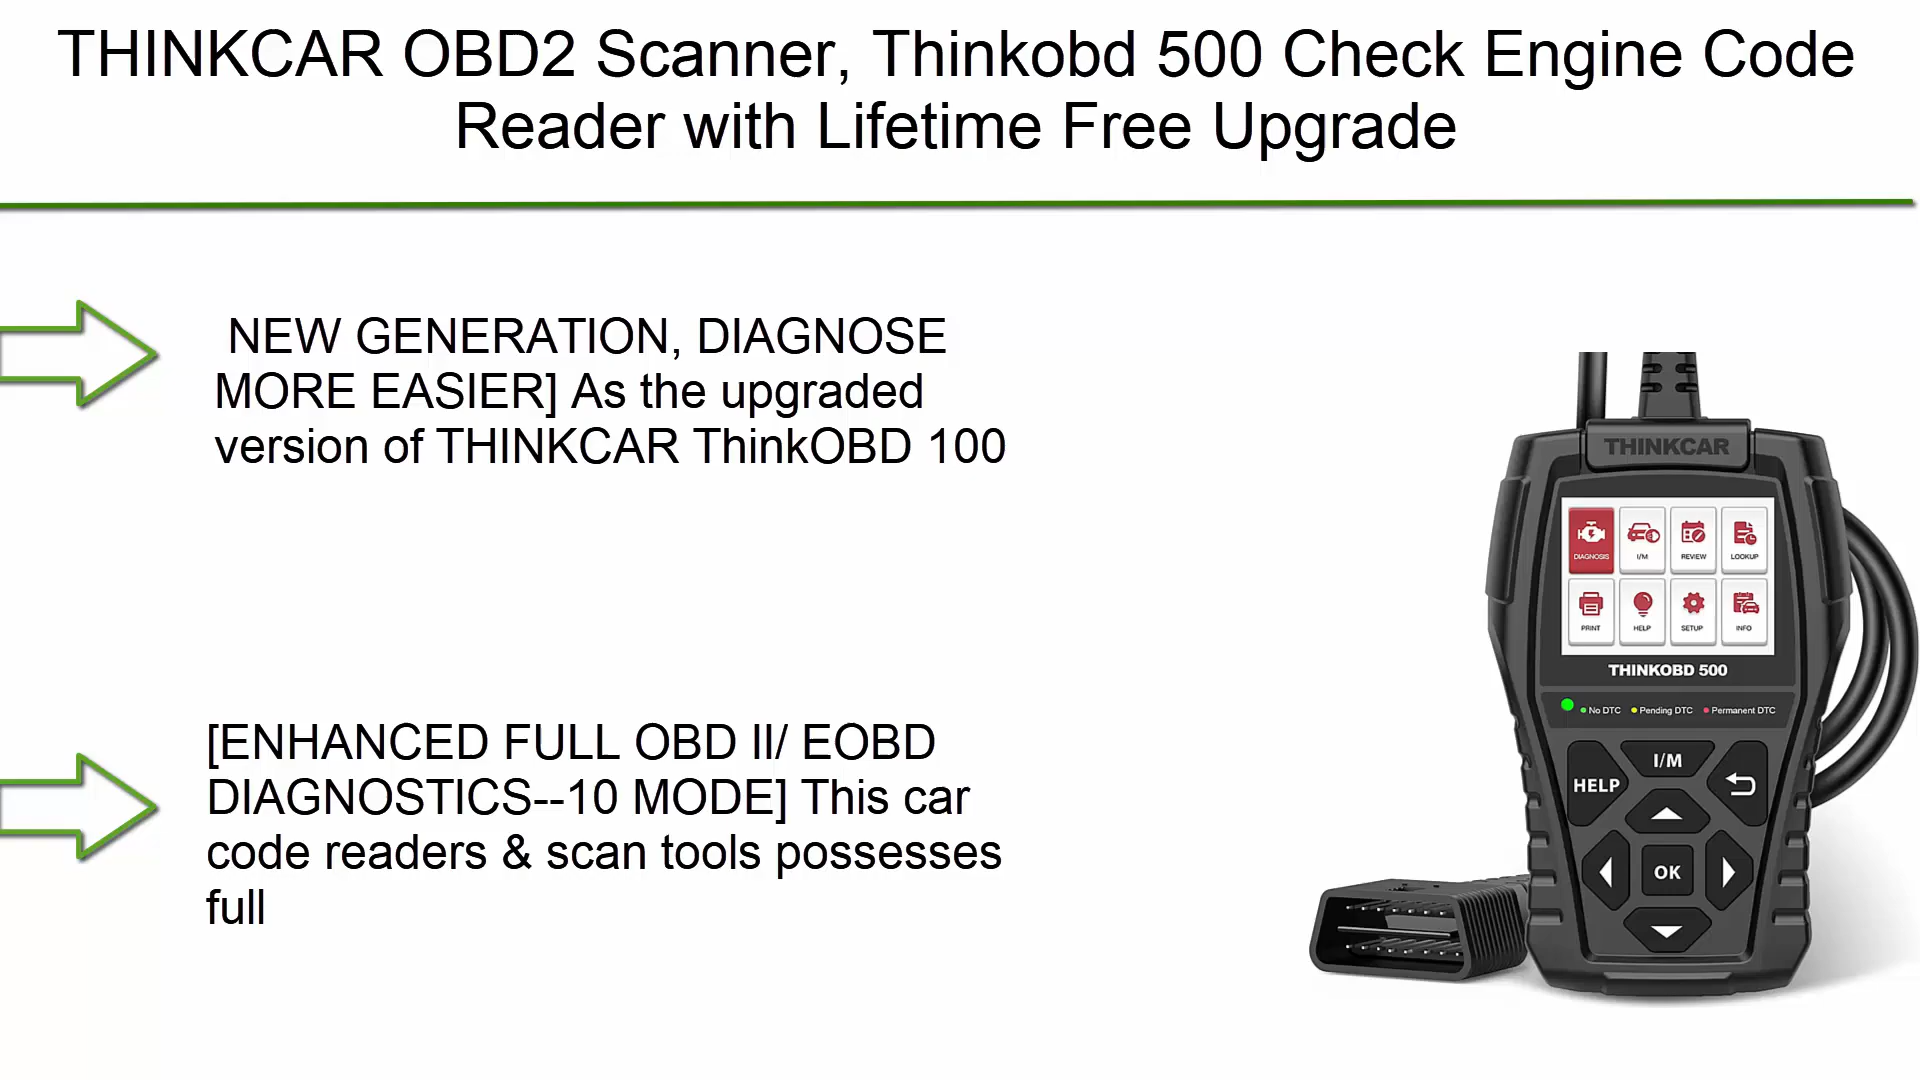 THINKCAR OBD2 Scanner, Thinkobd 500 Check Engine Code
Reader with Lifetime Free Upgrade
NEW GENERATION, DIAGNOSE
MORE EASIER] As the upgraded
version of THINKCAR ThinkOBD 100
[ENHANCED FULL OBD II/ EOBD
DIAGNOSTICS--10 MODE] This car
code readers & scan tools possesses
full
THINKCAR
DIAGNOSIS I/M REVIEW LOOKUP
PRINT HELP SETUP INFO
THINKOBD 500
No DTC Pending DTC Permanent DTC
I/M
HELP
OK